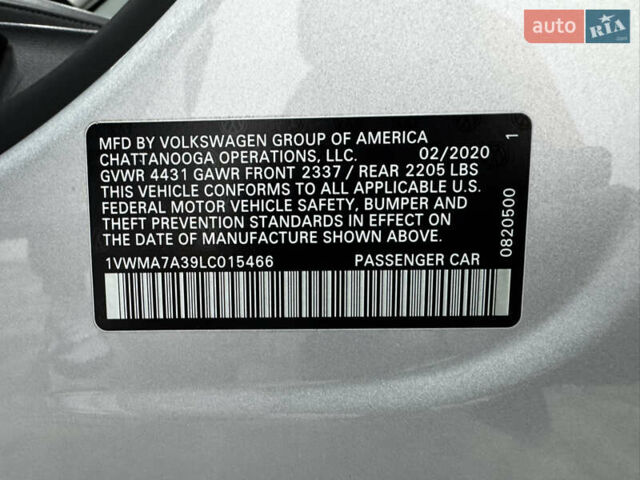 auto RIA.com
MFD BY VOLKSWAGEN GROUP OF AMERICA
CHATTANOOGA OPERATIONS, LLC. 02/2020
GVWR 4431 GAWR FRONT 2337 / REAR 2205 LBS
THIS VEHICLE CONFORMS TO ALL APPLICABLE U.S.
FEDERAL MOTOR VEHICLE SAFETY, BUMPER AND
THEFT PREVENTION STANDARDS IN EFFECT ON
THE DATE OF MANUFACTURE SHOWN ABOVE.
1VWMA7A39LC015466 PASSENGER CAR
0820500 1